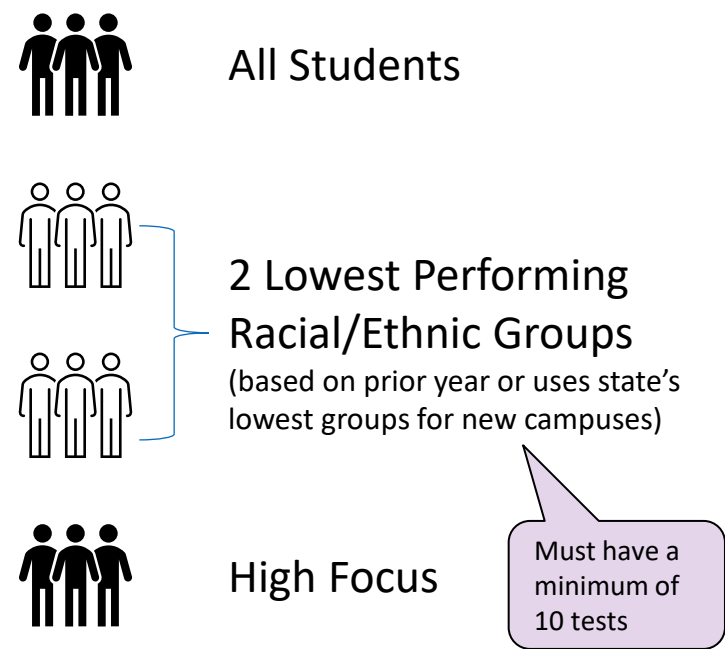 All Students
2 Lowest Performing
Racial/Ethnic Groups
(based on prior year or uses state’s
lowest groups for new campuses)
Must have a
minimum of
10 tests
High Focus